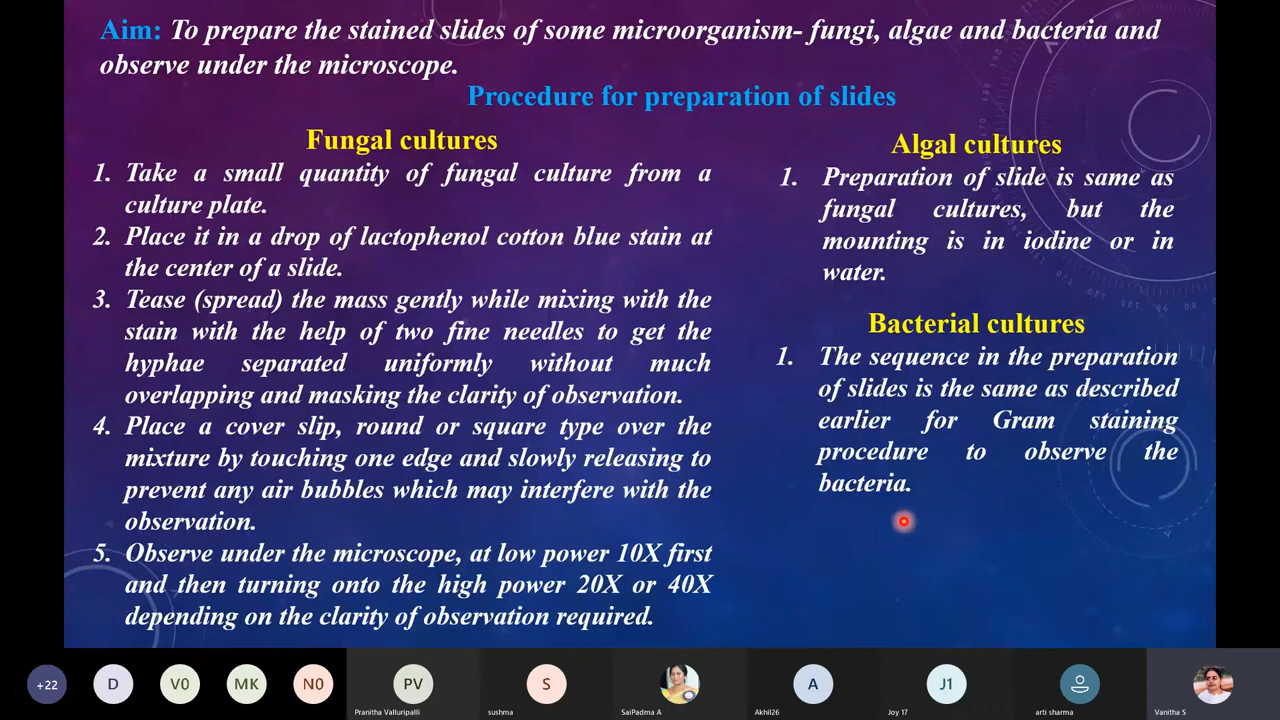 Aim: To prepare the stained slides of some microorganism- fungi, algae and bacteria and
observe under the microscope.
Procedure for preparation of slides
Fungal cultures
1. Take a small quantity of fungal culture from a
culture plate.
2. Place it in a drop of lactophenol cotton blue stain at
the center of a slide.
3. Tease (spread) the mass gently while mixing with the
stain with the help of two fine needles to get the
hyphae separated uniformly without much
overlapping and masking the clarity of observation.
4. Place a cover slip, round or square type over the
mixture by touching one edge and slowly releasing to
prevent any air bubbles which may interfere with the
observation.
5. Observe under the microscope, at low power 10X first
and then turning onto the high power 20X or 40X
depending on the clarity of observation required.
Algal cultures
1. Preparation of slide is same as
fungal cultures, but the
mounting is in iodine or in
water.
Bacterial cultures
1. The sequence in the preparation
of slides is the same as described
earlier for Gram staining
procedure to observe the
bacteria.
+22
D
V0
MK
N0
PV
Pranitha Valluripalli
S
sushma
SaiPadma A
A
Akhil26
J1
Joy 17
arti sharma
Vanitha S